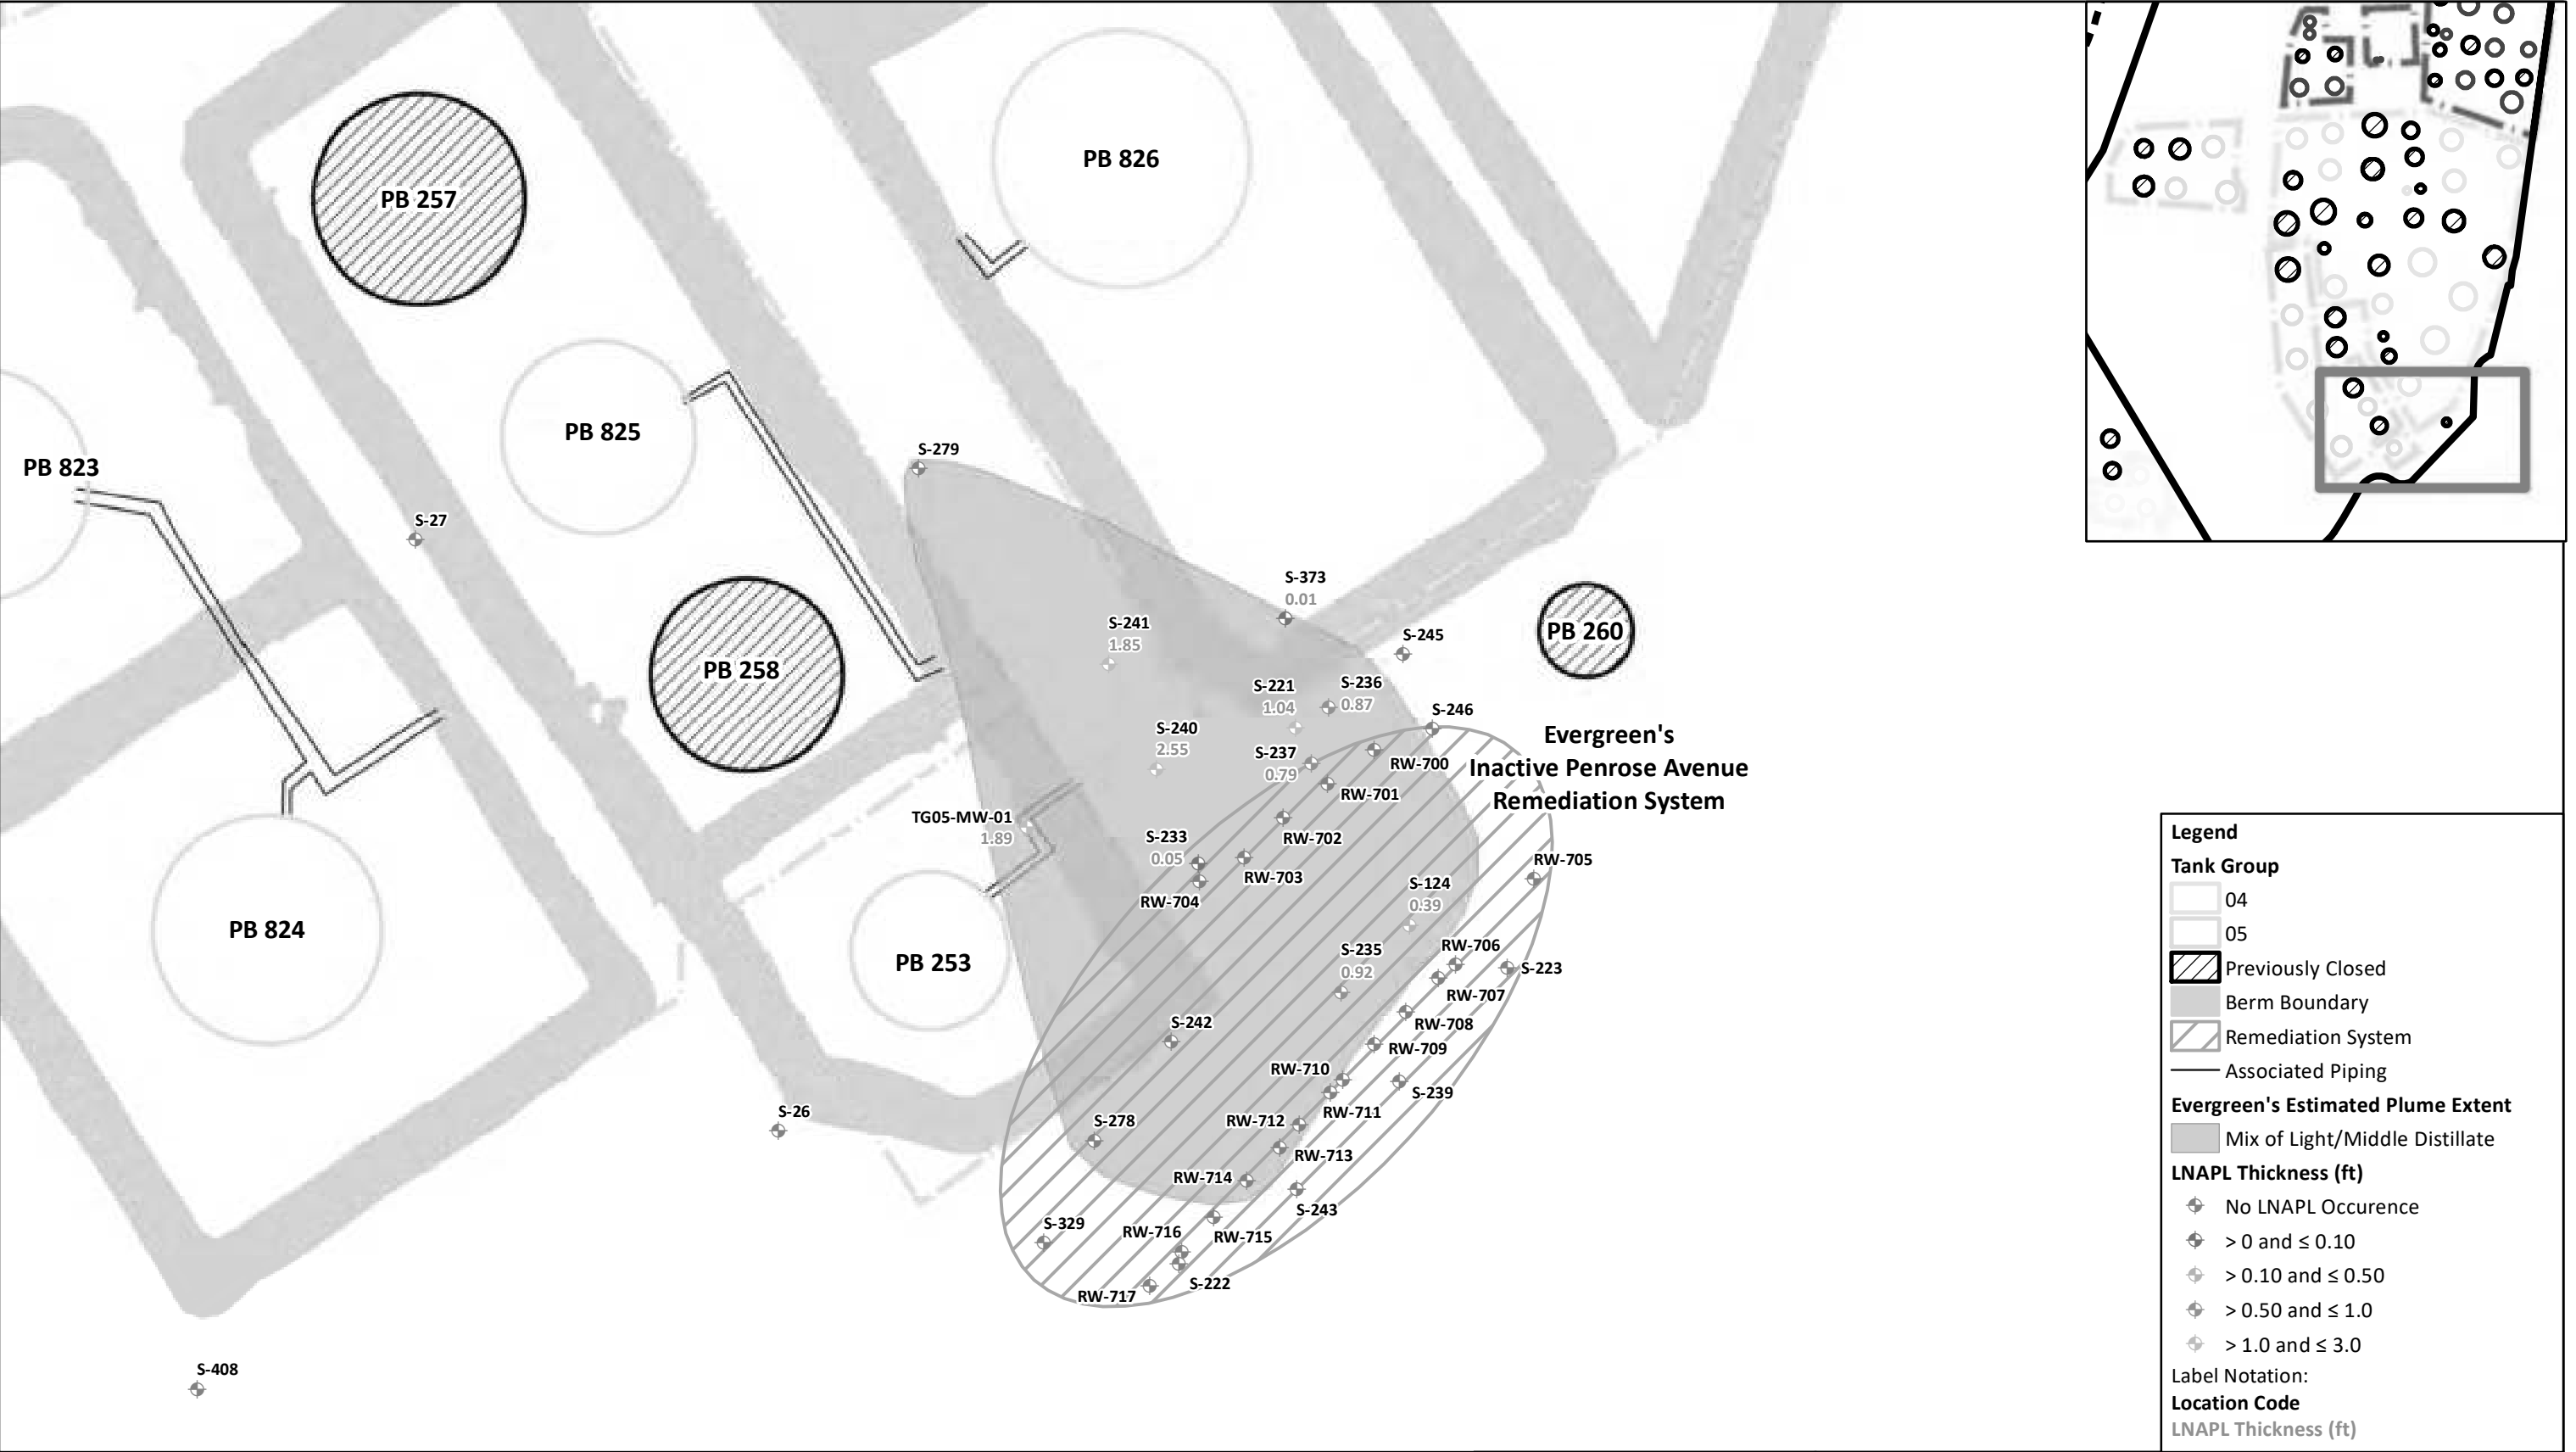 PB 257
PB 826
PB 825
PB 823
S-279
S-27
S-373
0.01
S-241
1.85
S-245
PB 260
PB 258
S-221
1.04
S-236
0.87
S-246
S-240
2.55
S-237
0.79
RW-700
Evergreen's
Inactive Penrose Avenue
Remediation System
RW-701
TG05-MW-01
1.89
S-233
0.05
RW-702
RW-703
RW-704
RW-705
S-124
0.39
PB 824
PB 253
S-235
0.92
RW-706
S-223
RW-707
RW-708
S-242
RW-709
RW-710
S-239
RW-711
S-26
S-278
RW-712
RW-713
RW-714
S-243
S-329
RW-716
RW-715
S-222
RW-717
S-408
Legend
Tank Group
04
05
Previously Closed
Berm Boundary
Remediation System
Associated Piping
Evergreen's Estimated Plume Extent
Mix of Light/Middle Distillate
LNAPL Thickness (ft)
No LNAPL Occurence
> 0 and ≤ 0.10
> 0.10 and ≤ 0.50
> 0.50 and ≤ 1.0
> 1.0 and ≤ 3.0
Label Notation:
Location Code
LNAPL Thickness (ft)